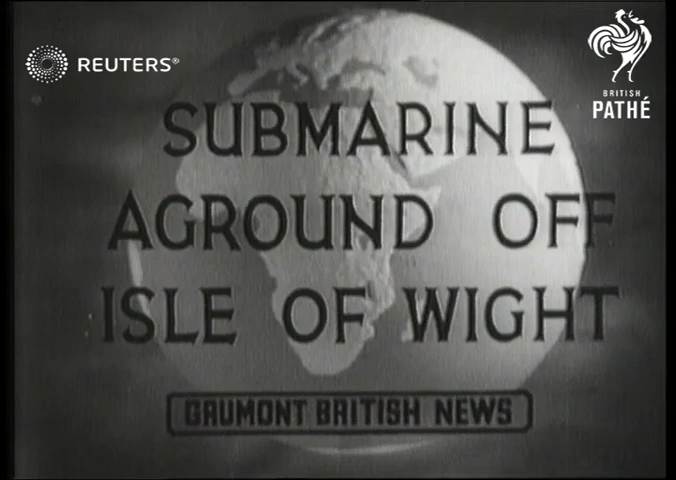 REUTERS®
BRITISH
PATHÉ
SUBMARINE
AGROUND OFF
ISLE OF WIGHT
GAUMONT BRITISH NEWS